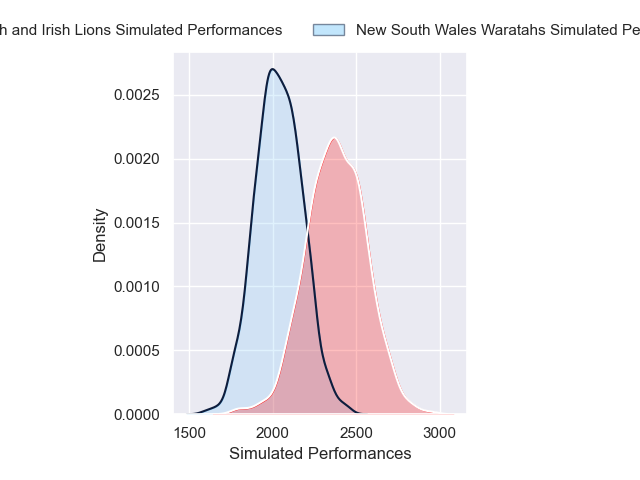 h and Irish Lions Simulated Performances New South Wales Waratahs Simulated Pe
0.0025
0.0020
0.0015
0.0010
0.0005
0.0000
Density
1500 2000 2500 3000
Simulated Performances